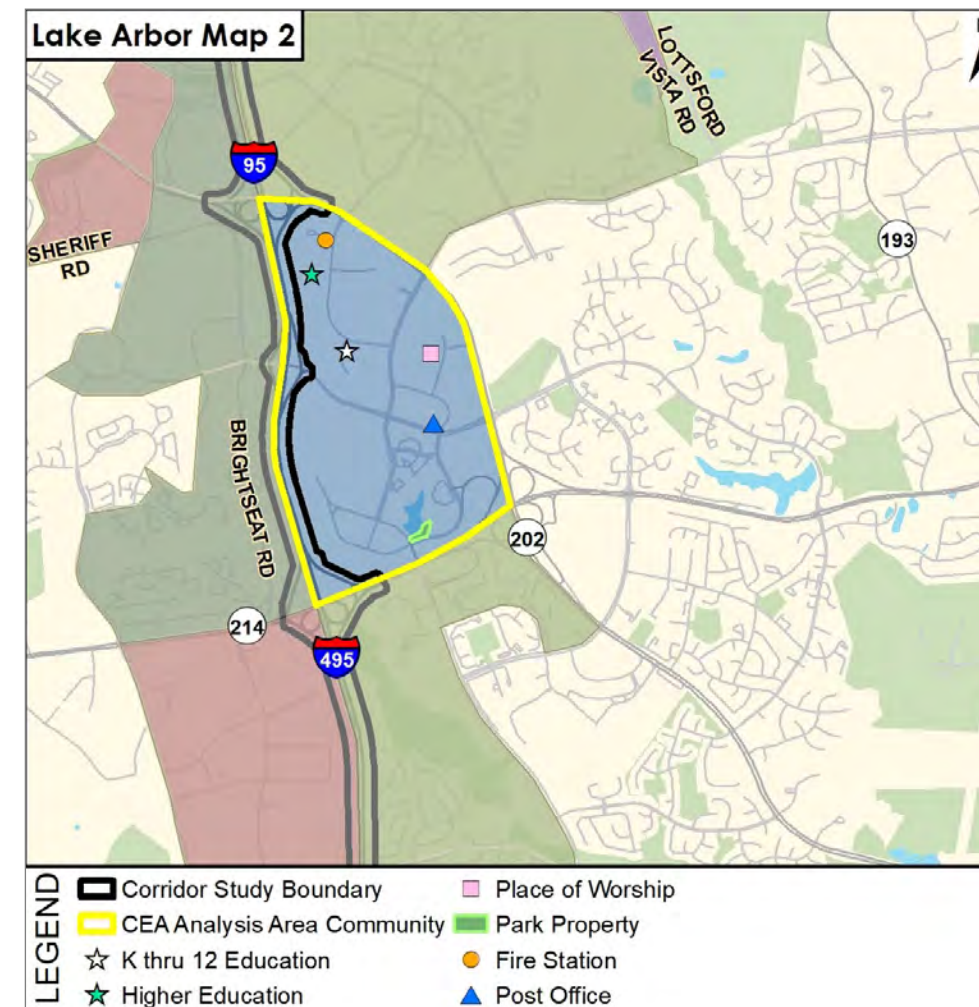 Lake Arbor Map 2
LOTTSFORD
VISTA RD
95
193
SHERIFF
RD
BRIGHTSEAT RD
202
214
495
LEGEND
Corridor Study Boundary
Place of Worship
CEA Analysis Area Community
Park Property
K thru 12 Education
Fire Station
Higher Education
Post Office